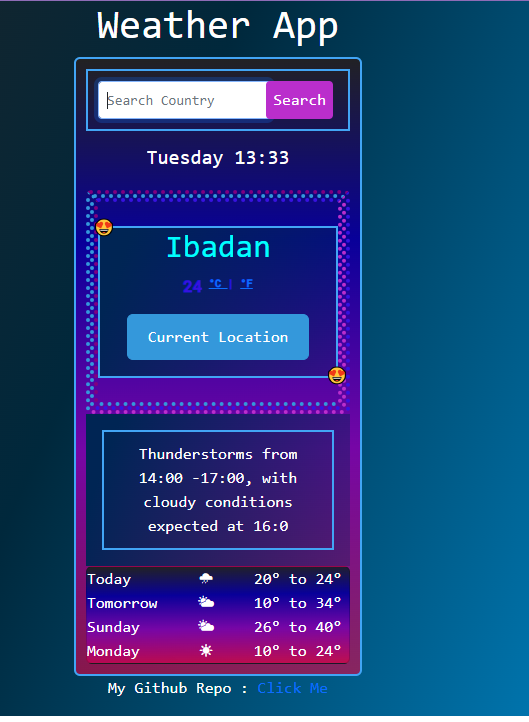 Weather App
Search Country Search
Tuesday 13:33
Ibadan
24 °C | °F
Current Location
Thunderstorms from
14:00 -17:00, with
cloudy conditions
expected at 16:0
Today 20° to 24°
Tomorrow 10° to 34°
Sunday 26° to 40°
Monday 10° to 24°
My Github Repo : Click Me